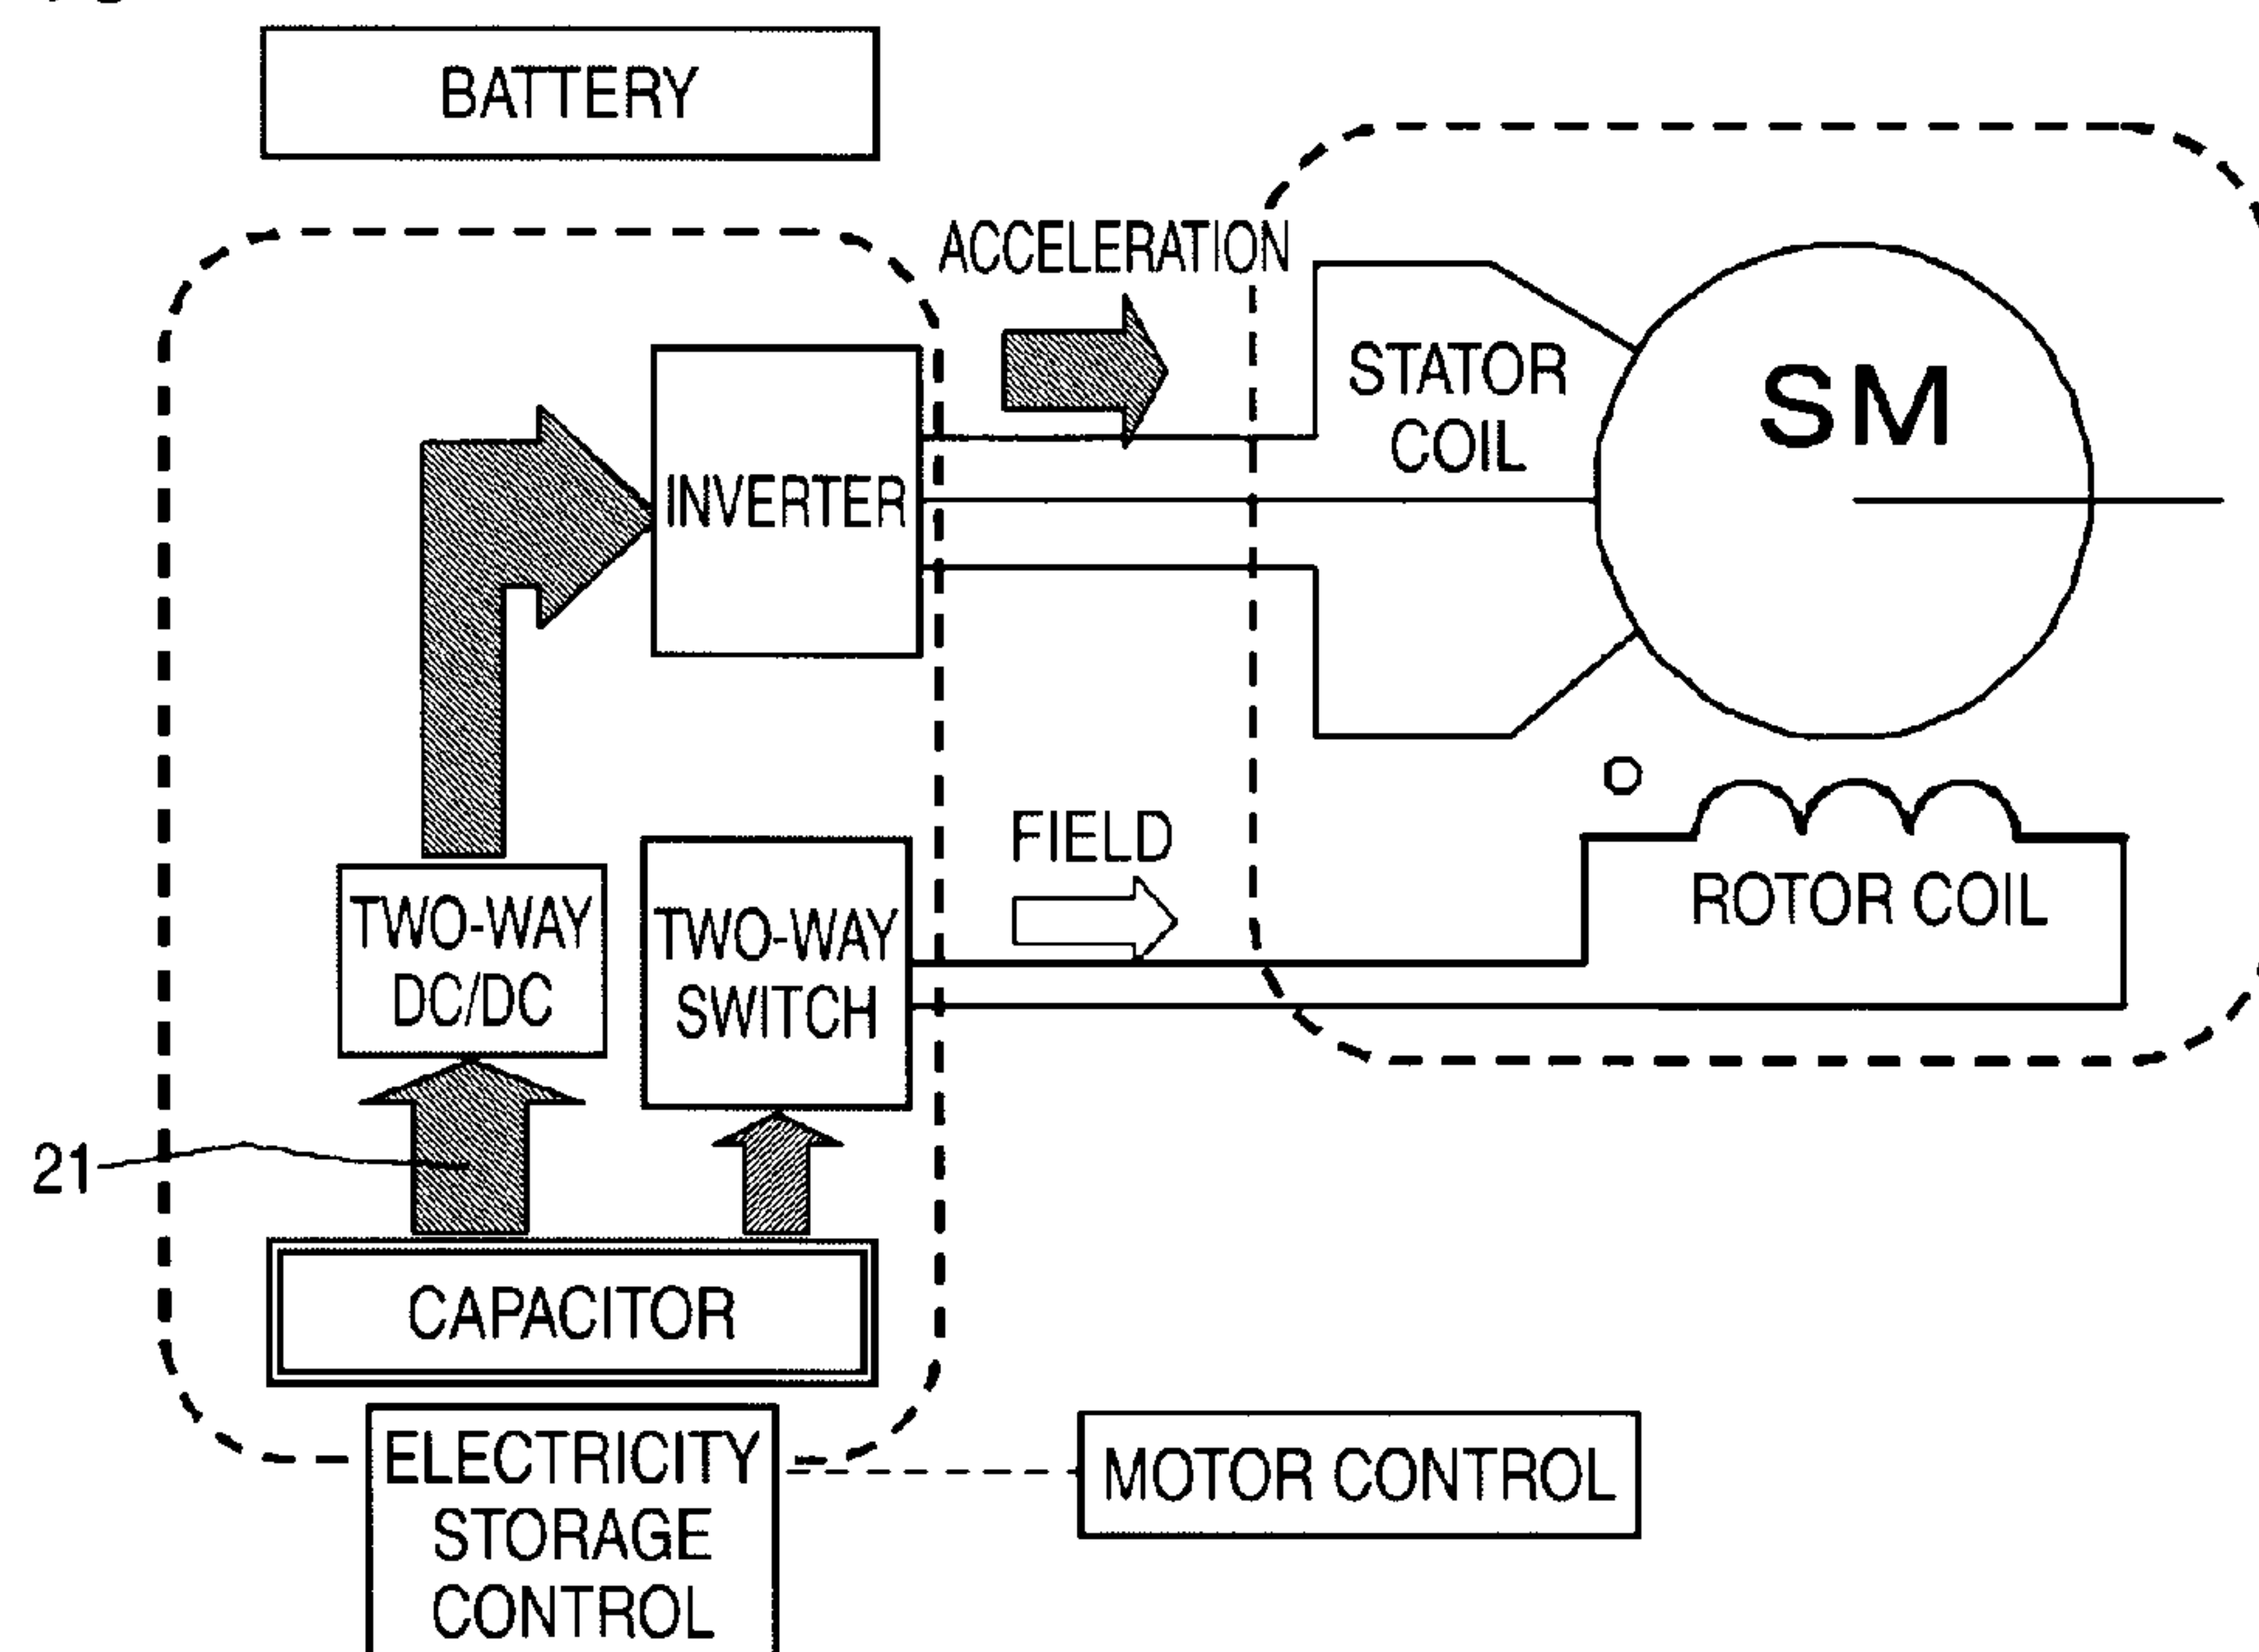 BATTERY
ACCELERATION
STATOR
COIL
SM
INVERTER
FIELD
TWO-WAY
DC/DC
TWO-WAY
SWITCH
ROTOR COIL
21
CAPACITOR
ELECTRICITY
STORAGE
CONTROL
MOTOR CONTROL